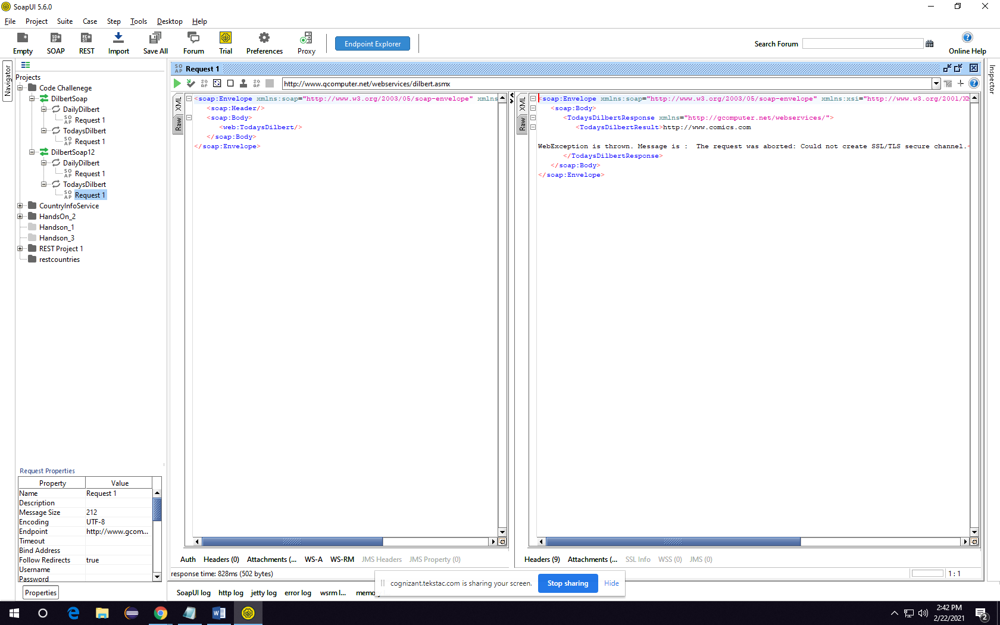 SoapUI 5.6.0
File Project Suite Case Step Tools Desktop Help
Empty SOAP REST Import Save All Forum Trial Preferences Proxy Endpoint Explorer Search Forum Online Help
Navigator
Projects
Code Challenege
DilbertSoap
DailyDilbert
Request 1
TodaysDilbert
Request 1
DilbertSoap12
DailyDilbert
Request 1
TodaysDilbert
Request 1
CountryInfoService
HandsOn_2
Handson_1
Handson_3
REST Project 1
restcountries
Request Properties
Property Value
Name Request 1
Description
Message Size 212
Encoding UTF-8
Endpoint http://www.gcom...
Timeout
Bind Address
Follow Redirects true
Username
Password
Properties
Request 1
http://www.gcomputer.net/webservices/dilbert.asmx
XML
Raw
<soap:Envelope xmlns:soap="http://www.w3.org/2003/05/soap-envelope" xmlns
<soap:Header/>
<soap:Body>
<web:TodaysDilbert/>
</soap:Body>
</soap:Envelope>
XML
Raw
<soap:Envelope xmlns:soap="http://www.w3.org/2003/05/soap-envelope" xmlns:xsi="http://www.w3.org/2001/XM
<soap:Body>
<TodaysDilbertResponse xmlns="http://gcomputer.net/webservices/">
<TodaysDilbertResult>http://www.comics.com
WebException is thrown. Message is :  The request was aborted: Could not create SSL/TLS secure channel.<
</TodaysDilbertResponse>
</soap:Body>
</soap:Envelope>
Inspector
Auth Headers (0) Attachments (... WS-A WS-RM JMS Headers JMS Property (0)
Headers (9) Attachments (... SSL Info WSS (0) JMS (0)
response time: 828ms (502 bytes)
1 : 1
cognizant.tekstac.com is sharing your screen. Stop sharing Hide
SoapUI log http log jetty log error log wsrm l... memo
2:42 PM
2/22/2021
2